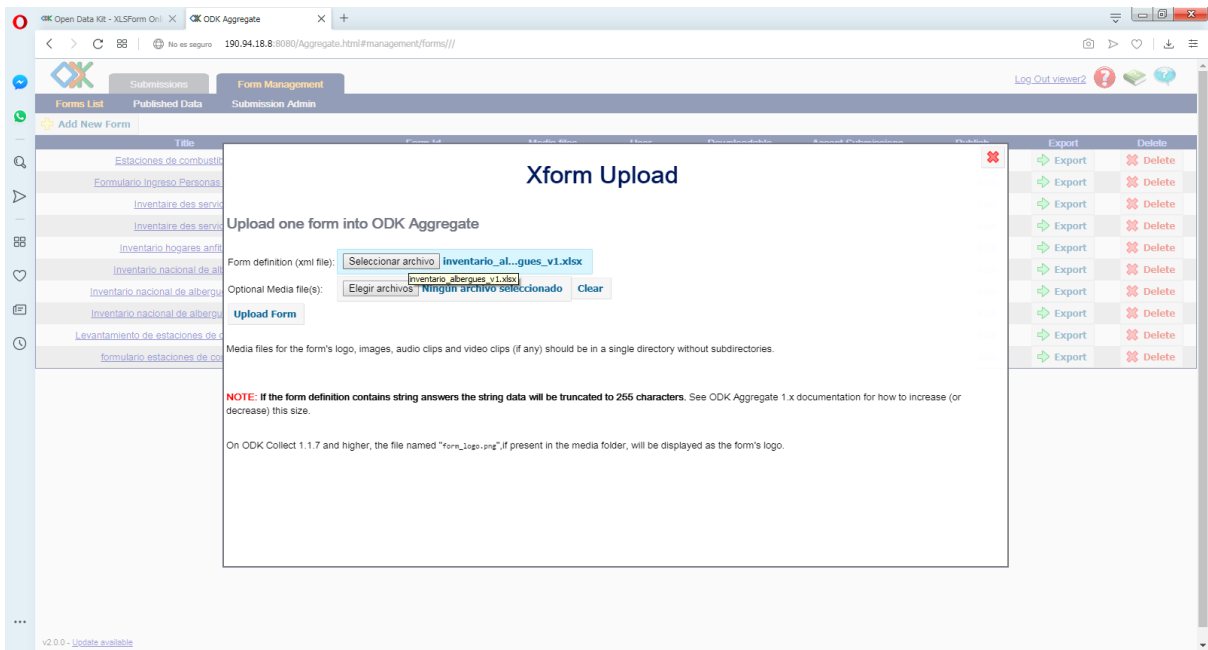 Open Data Kit - XLSForm Onl
ODK Aggregate
No es seguro 190.94.18.8:8080/Aggregate.html#management/forms///
Submissions
Form Management
Log Out viewer2
Forms List Published Data Submission Admin
Add New Form
Title Form Id Media files User Downloadable Accept Submissions Publish Export Delete
Estaciones de combustib Export Delete
Formulario Ingreso Personas Export Delete
Inventaire des servic Export Delete
Inventaire des servic Export Delete
Inventario hogares anfit Export Delete
Inventario nacional de alb Export Delete
Inventario nacional de albergu Export Delete
Inventario nacional de albergu Export Delete
Levantamiento de estaciones de c Export Delete
formulario estaciones de co Export Delete
Xform Upload
Upload one form into ODK Aggregate
Form definition (xml file): Seleccionar archivo inventario_al...gues_v1.xlsx
inventario_albergues_v1.xlsx
Optional Media file(s): Elegir archivos Ningún archivo seleccionado Clear
Upload Form
Media files for the form's logo, images, audio clips and video clips (if any) should be in a single directory without subdirectories.
NOTE: If the form definition contains string answers the string data will be truncated to 255 characters. See ODK Aggregate 1.x documentation for how to increase (or
decrease) this size.
On ODK Collect 1.1.7 and higher, the file named "form_logo.png",if present in the media folder, will be displayed as the form's logo.
v2.0.0 - Update available